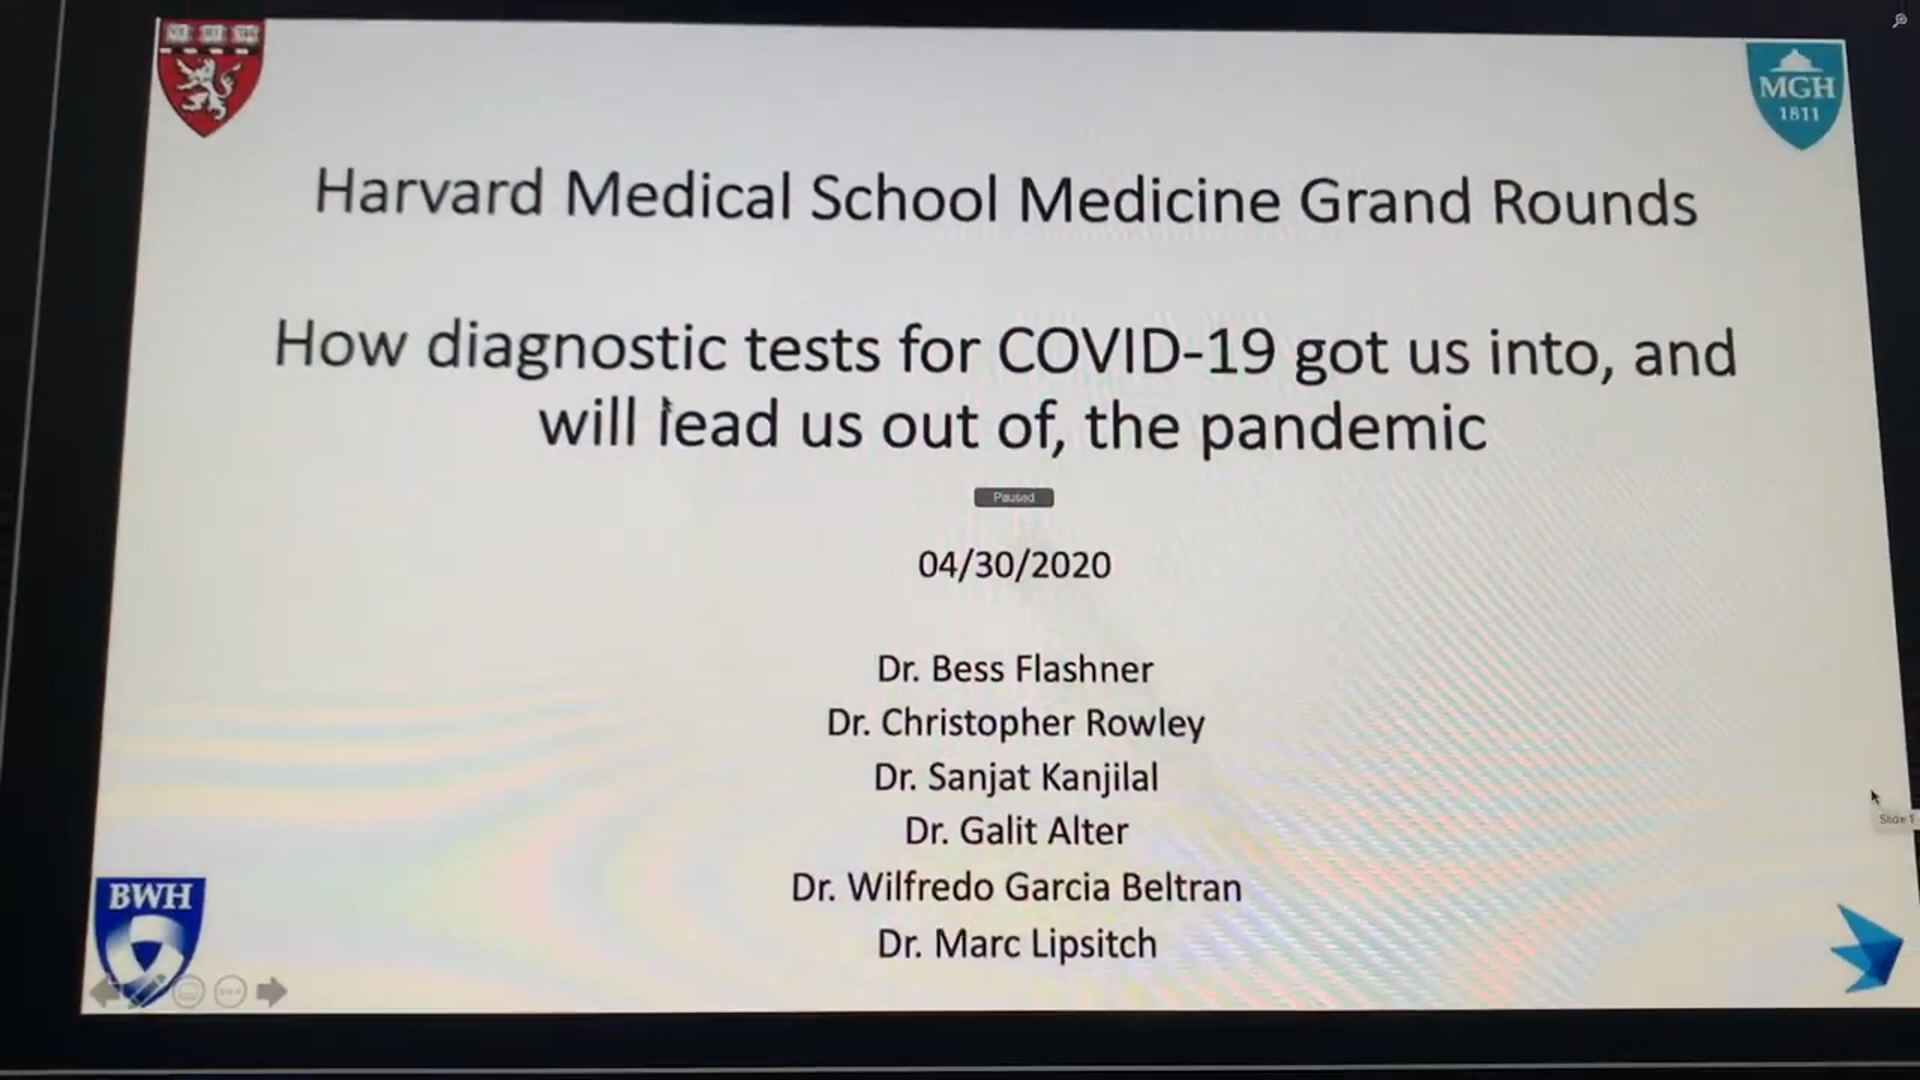 MGH
1811
Harvard Medical School Medicine Grand Rounds
How diagnostic tests for COVID-19 got us into, and
will lead us out of, the pandemic
Paused
04/30/2020
Dr. Bess Flashner
Dr. Christopher Rowley
Dr. Sanjat Kanjilal
Dr. Galit Alter
Dr. Wilfredo Garcia Beltran
Dr. Marc Lipsitch
Slide 1
BWH